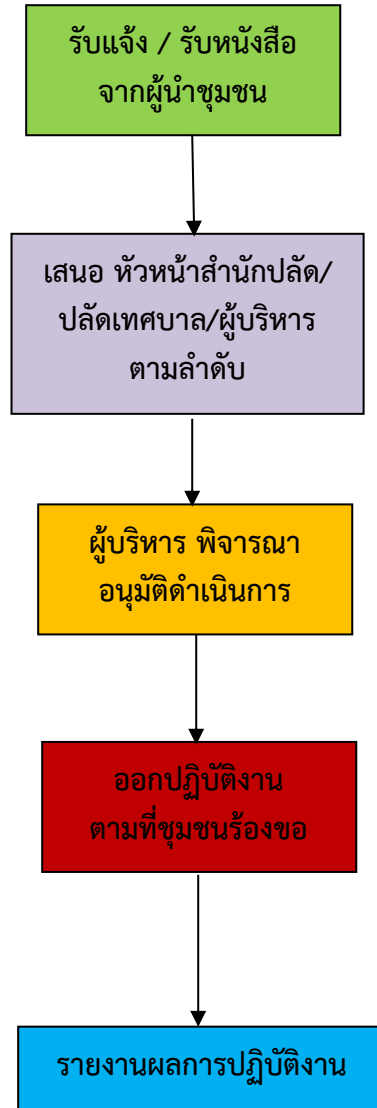 รับแจ้ง / รับหนังสือ
จากผู้นำชุมชน
เสนอ หัวหน้าสำนักปลัด/
ปลัดเทศบาล/ผู้บริหาร
ตามลำดับ
ผู้บริหาร พิจารณา
อนุมัติดำเนินการ
ออกปฏิบัติงาน
ตามที่ชุมชนร้องขอ
รายงานผลการปฏิบัติงาน